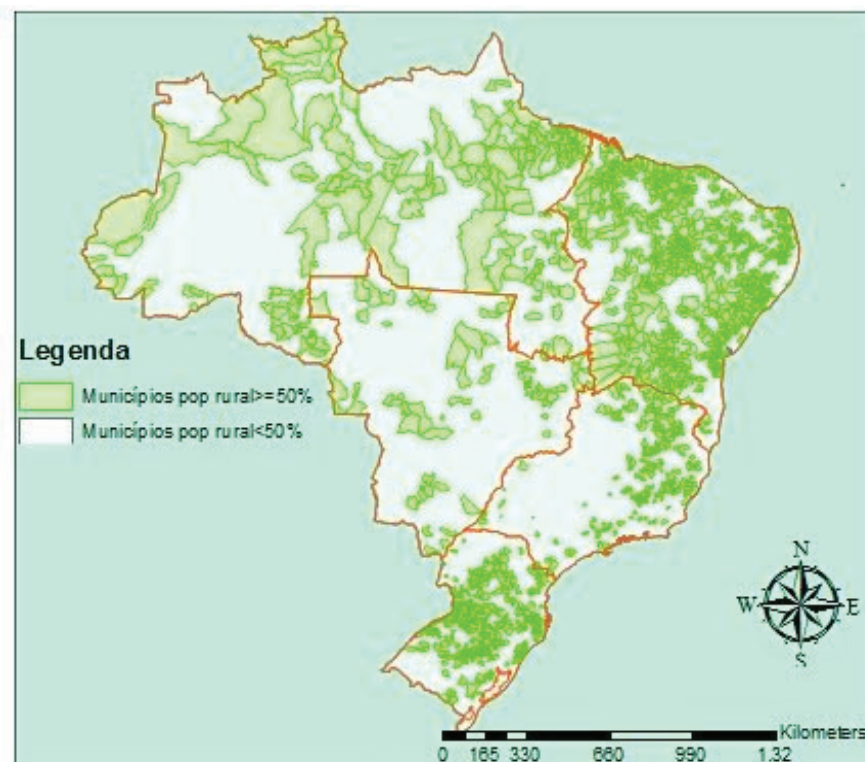 Legenda
Municípios pop rural>=50%
Municípios pop rural<50%
N
W E
S
Kilometers
0 165 330 660 990 1.32